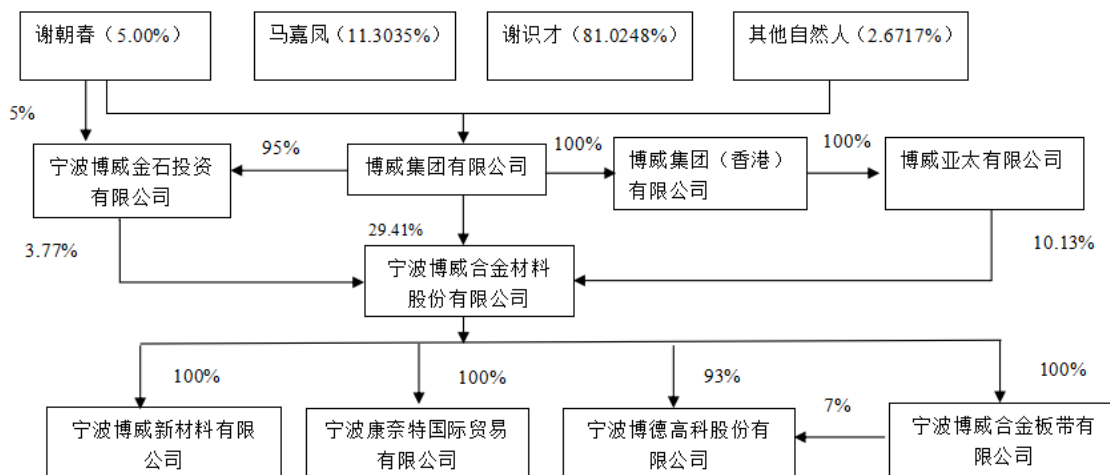 谢朝春（5.00%）
马嘉凤（11.3035%）
谢识才（81.0248%）
其他自然人（2.6717%）
5%
宁波博威金石投资
有限公司
95%
博威集团有限公司
100%
博威集团（香港）
有限公司
100%
博威亚太有限公司
3.77%
29.41%
10.13%
宁波博威合金材料
股份有限公司
100%
100%
93%
100%
宁波博威新材料有限
公司
宁波康奈特国际贸易
有限公司
宁波博德高科股份有
限公司
7%
宁波博威合金板带有
限公司